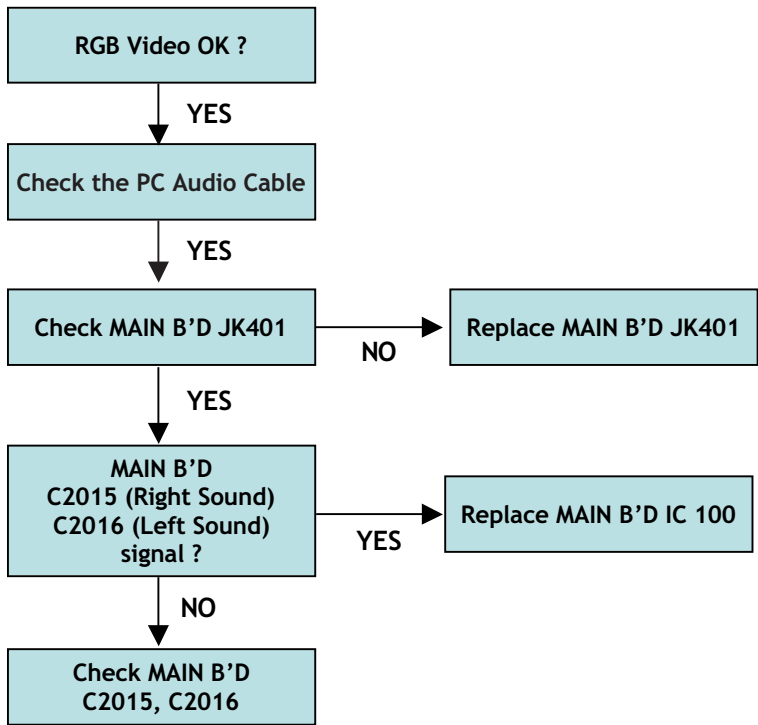 RGB Video OK ?
YES
Check the PC Audio Cable
YES
Check MAIN B’D JK401
NO
Replace MAIN B’D JK401
YES
MAIN B’D
C2015 (Right Sound)
C2016 (Left Sound)
signal ?
YES
Replace MAIN B’D IC 100
NO
Check MAIN B’D
C2015, C2016